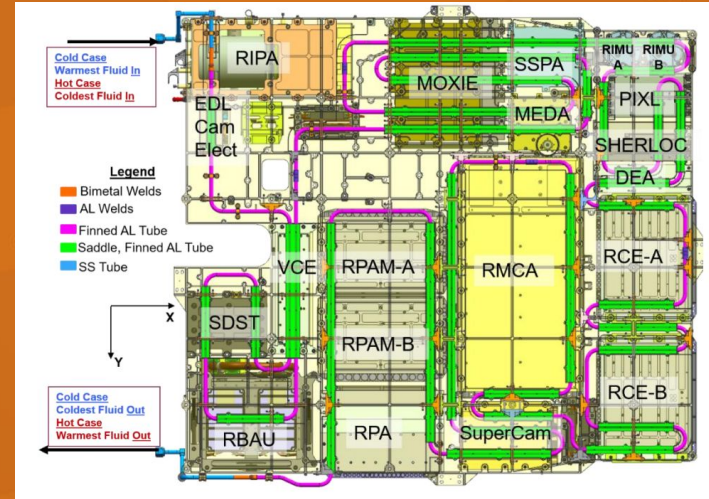 Cold Case
Warmest Fluid In
Hot Case
Coldest Fluid In
RIPA
EDL
Cam
Elect
MOXIE
SSPA
MEDA
RIMU
A
RIMU
B
PIXL
SHERLOC
DEA
Legend
Bimetal Welds
AL Welds
Finned AL Tube
Saddle, Finned AL Tube
SS Tube
X
Y
VCE
SDST
RBAU
RPAM-A
RPAM-B
RPA
RMCA
SuperCam
RCE-A
RCE-B
Cold Case
Coldest Fluid Out
Hot Case
Warmest Fluid Out